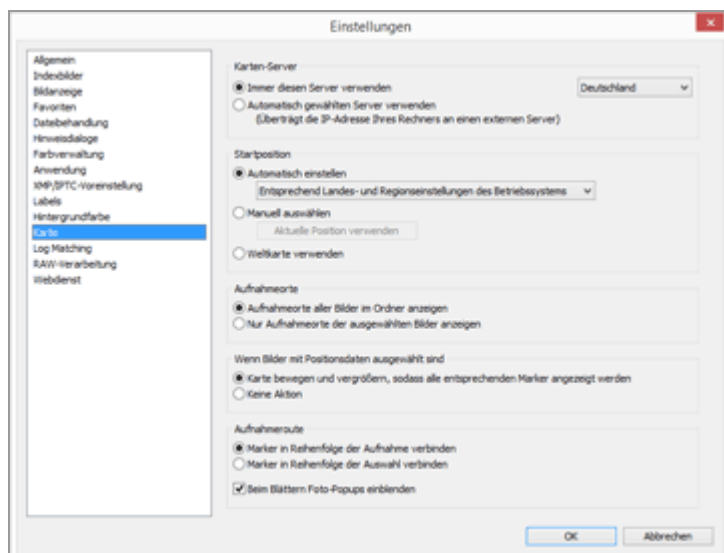 Einstellungen
Allgemein
Indexbilder
Bildanzeige
Favoriten
Dateibehandlung
Hinweisdialoge
Farbverwaltung
Anwendung
XMP/IPTC-Voreinstellung
Labels
Hintergrundfarbe
Karte
Log Matching
RAW-Verarbeitung
Webdienst
Karten-Server
Immer diesen Server verwenden
Deutschland
Automatisch gewählten Server verwenden
(Überträgt die IP-Adresse Ihres Rechners an einen externen Server)
Startposition
Automatisch einstellen
Entsprechend Landes- und Regionseinstellungen des Betriebssystems
Manuell auswählen
Aktuelle Position verwenden
Weltkarte verwenden
Aufnahmeorte
Aufnahmeorte aller Bilder im Ordner anzeigen
Nur Aufnahmeorte der ausgewählten Bilder anzeigen
Wenn Bilder mit Positionsdaten ausgewählt sind
Karte bewegen und vergrößern, sodass alle entsprechenden Marker angezeigt werden
Keine Aktion
Aufnahmeroute
Marker in Reihenfolge der Aufnahme verbinden
Marker in Reihenfolge der Auswahl verbinden
Beim Blättern Foto-Popups einblenden
OK
Abbrechen